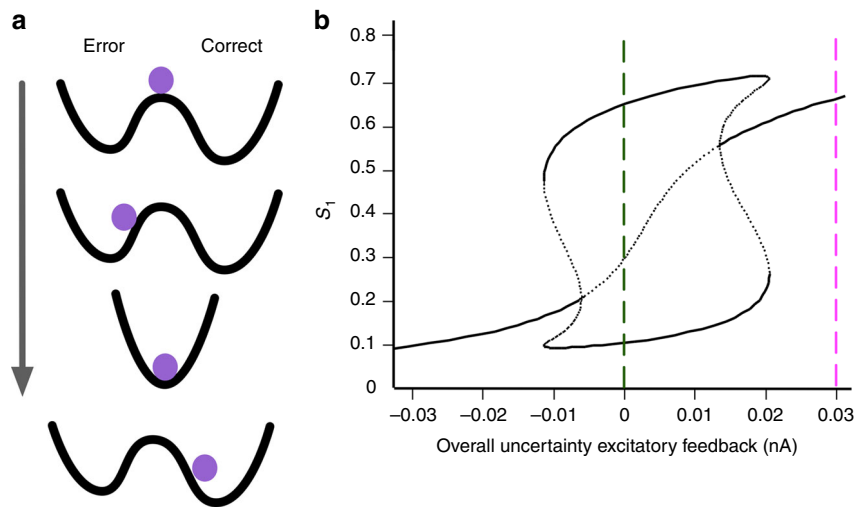 a
Error Correct
b
0.8
0.7
0.6
0.5
0.4
0.3
0.2
0.1
0
S1
−0.03 −0.02 −0.01 0 0.01 0.02 0.03
Overall uncertainty excitatory feedback (nA)